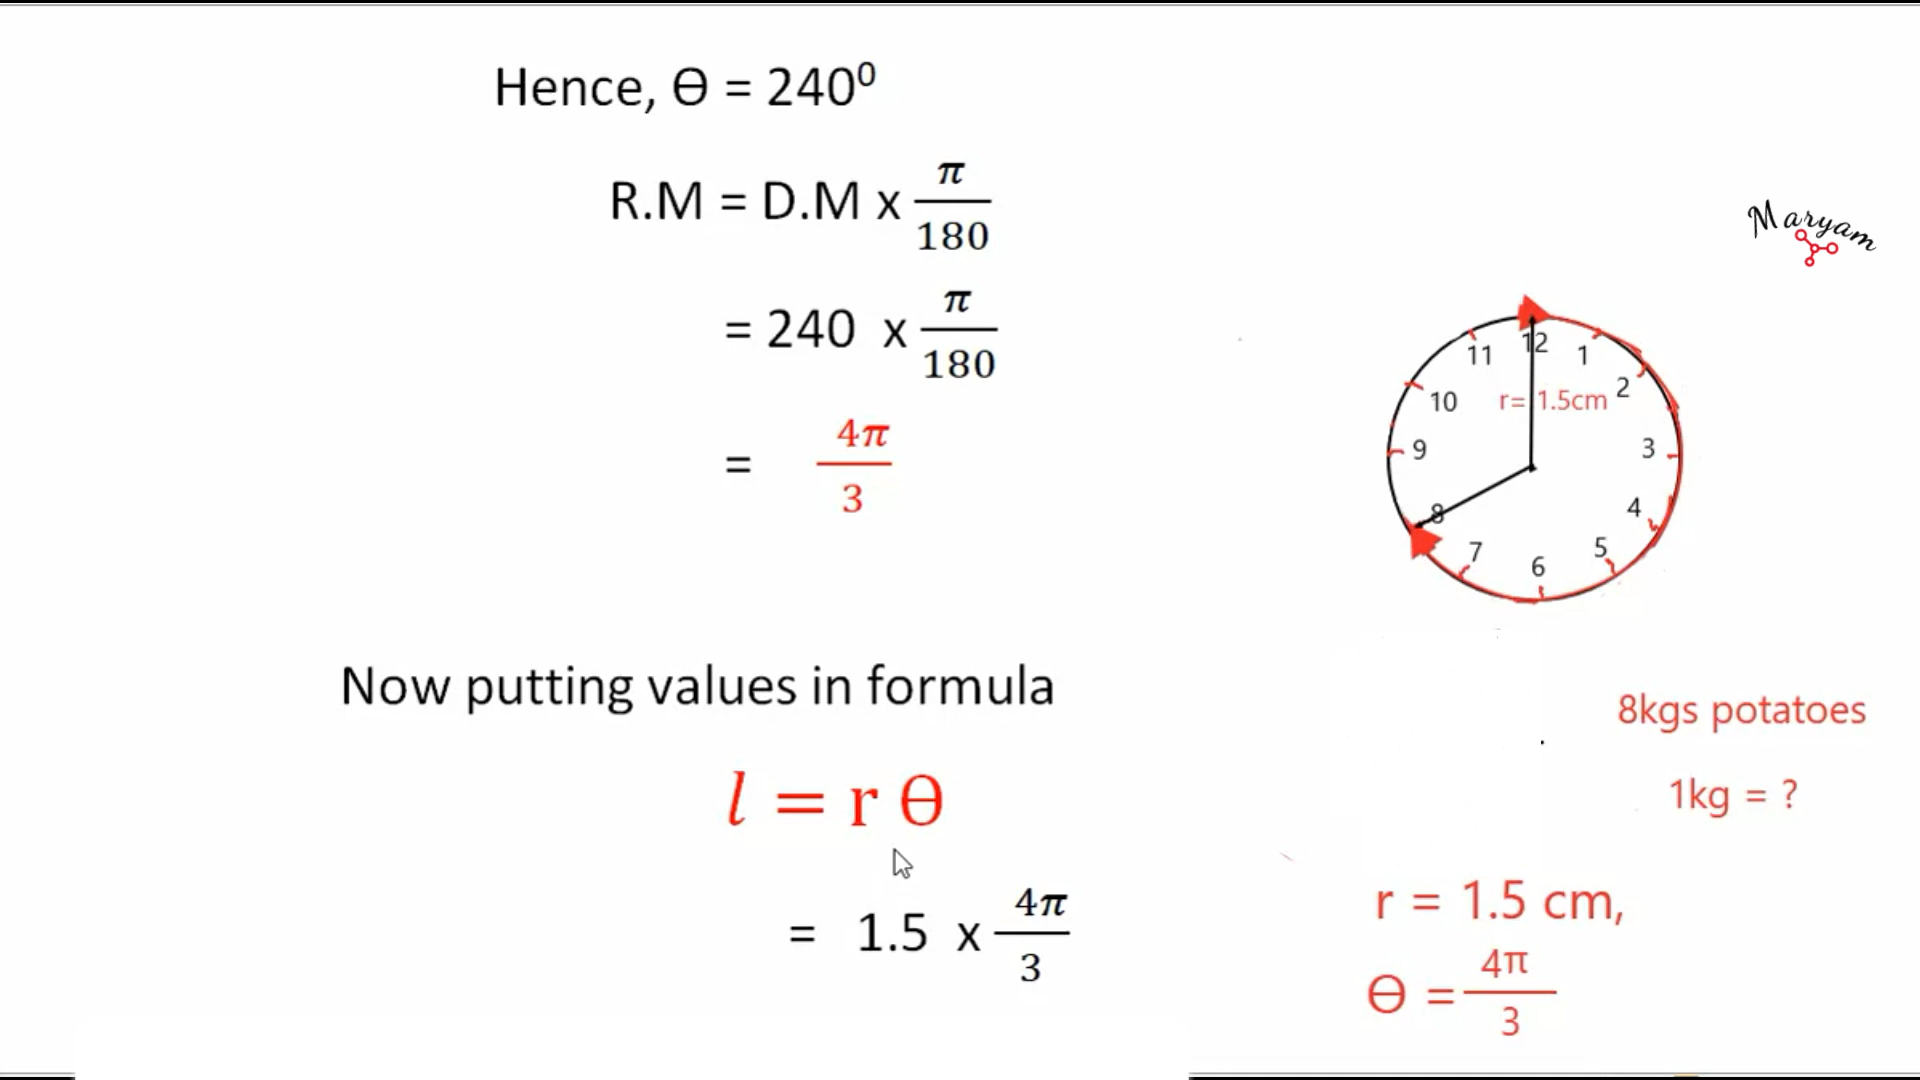 Hence, Ɵ = 240⁰
R.M = D.M x π/180
= 240 x π/180
= 4π/3
Maryam
12
11
1
r= 1.5cm
2
10
9
3
8
4
7
5
6
Now putting values in formula
l = r Ɵ
= 1.5 x 4π/3
8kgs potatoes
1kg = ?
r = 1.5 cm,
Ɵ = 4π/3